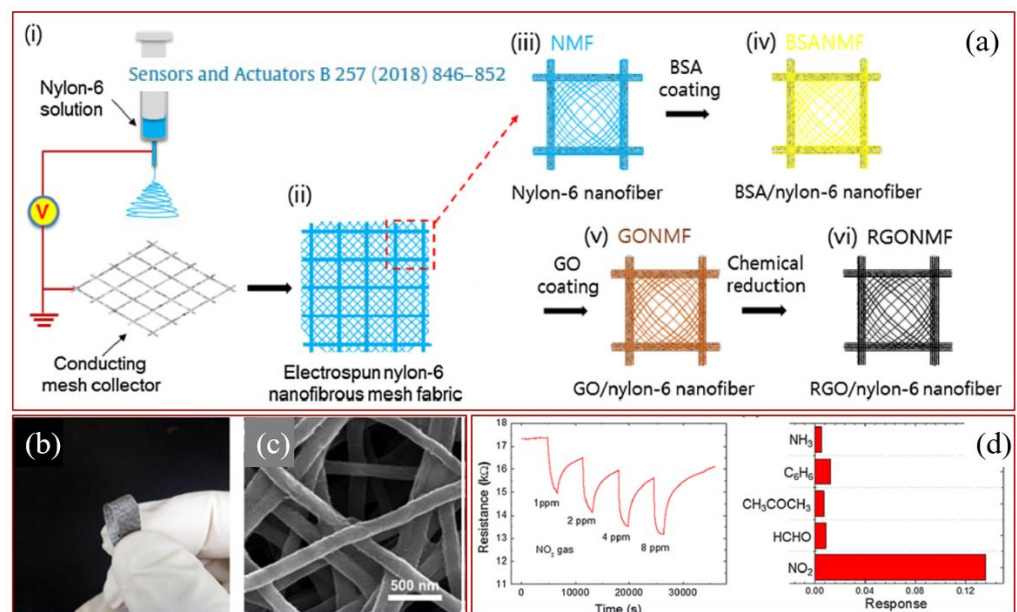 (i)
Nylon-6
solution
Sensors and Actuators B 257 (2018) 846–852
V
Conducting
mesh collector
(ii)
Electrospun nylon-6
nanofibrous mesh fabric
(iii) NMF
Nylon-6 nanofiber
BSA
coating
(iv) BSANMF
BSA/nylon-6 nanofiber
(a)
GO
coating
(v) GONMF
GO/nylon-6 nanofiber
Chemical
reduction
(vi) RGONMF
RGO/nylon-6 nanofiber
(b)
(c)
500 nm
(d)
Resistance (kΩ)
18
17
16
15
14
13
12
11
1ppm
2 ppm
4 ppm
8 ppm
NO₂ gas
0
10000
20000
30000
Time (s)
NH₃
C₆H₆
CH₃COCH₃
HCHO
NO₂
0.00
0.04
0.08
0.12
Response